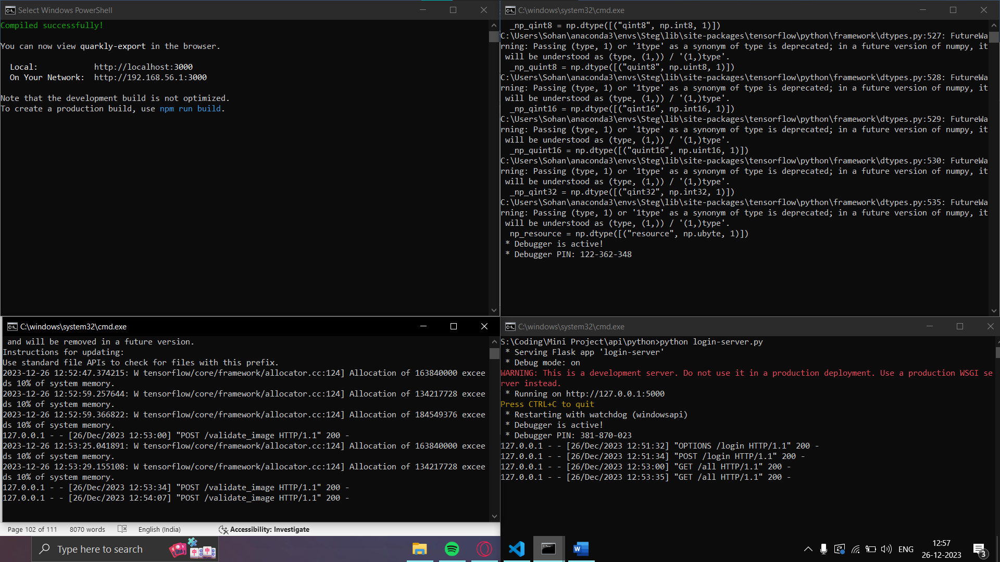 Select Windows PowerShell
Compiled successfully!
You can now view quarkly-export in the browser.
Local: http://localhost:3000
On Your Network: http://192.168.56.1:3000
Note that the development build is not optimized.
To create a production build, use npm run build.
C:\windows\system32\cmd.exe
_np_qint8 = np.dtype([("qint8", np.int8, 1)])
C:\Users\Sohan\anaconda3\envs\Steg\lib\site-packages\tensorflow\python\framework\dtypes.py:527: FutureWa
rning: Passing (type, 1) or '1type' as a synonym of type is deprecated; in a future version of numpy, it
will be understood as (type, (1,)) / '(1,)type'.
_np_quint8 = np.dtype([("quint8", np.uint8, 1)])
C:\Users\Sohan\anaconda3\envs\Steg\lib\site-packages\tensorflow\python\framework\dtypes.py:528: FutureWa
rning: Passing (type, 1) or '1type' as a synonym of type is deprecated; in a future version of numpy, it
will be understood as (type, (1,)) / '(1,)type'.
_np_qint16 = np.dtype([("qint16", np.int16, 1)])
C:\Users\Sohan\anaconda3\envs\Steg\lib\site-packages\tensorflow\python\framework\dtypes.py:529: FutureWa
rning: Passing (type, 1) or '1type' as a synonym of type is deprecated; in a future version of numpy, it
will be understood as (type, (1,)) / '(1,)type'.
_np_quint16 = np.dtype([("quint16", np.uint16, 1)])
C:\Users\Sohan\anaconda3\envs\Steg\lib\site-packages\tensorflow\python\framework\dtypes.py:530: FutureWa
rning: Passing (type, 1) or '1type' as a synonym of type is deprecated; in a future version of numpy, it
will be understood as (type, (1,)) / '(1,)type'.
_np_qint32 = np.dtype([("qint32", np.int32, 1)])
C:\Users\Sohan\anaconda3\envs\Steg\lib\site-packages\tensorflow\python\framework\dtypes.py:535: FutureWa
rning: Passing (type, 1) or '1type' as a synonym of type is deprecated; in a future version of numpy, it
will be understood as (type, (1,)) / '(1,)type'.
np_resource = np.dtype([("resource", np.ubyte, 1)])
* Debugger is active!
* Debugger PIN: 122-362-348
C:\windows\system32\cmd.exe
and will be removed in a future version.
Instructions for updating:
Use standard file APIs to check for files with this prefix.
2023-12-26 12:52:47.374215: W tensorflow/core/framework/allocator.cc:124] Allocation of 163840000 excee
ds 10% of system memory.
2023-12-26 12:52:59.257644: W tensorflow/core/framework/allocator.cc:124] Allocation of 134217728 excee
ds 10% of system memory.
2023-12-26 12:52:59.366822: W tensorflow/core/framework/allocator.cc:124] Allocation of 184549376 excee
ds 10% of system memory.
127.0.0.1 - - [26/Dec/2023 12:53:00] "POST /validate_image HTTP/1.1" 200 -
2023-12-26 12:53:25.041891: W tensorflow/core/framework/allocator.cc:124] Allocation of 163840000 excee
ds 10% of system memory.
2023-12-26 12:53:29.155108: W tensorflow/core/framework/allocator.cc:124] Allocation of 134217728 excee
ds 10% of system memory.
127.0.0.1 - - [26/Dec/2023 12:53:34] "POST /validate_image HTTP/1.1" 200 -
127.0.0.1 - - [26/Dec/2023 12:54:07] "POST /validate_image HTTP/1.1" 200 -
C:\windows\system32\cmd.exe
S:\Coding\Mini Project\api\python>python login-server.py
* Serving Flask app 'login-server'
* Debug mode: on
WARNING: This is a development server. Do not use it in a production deployment. Use a production WSGI se
rver instead.
* Running on http://127.0.0.1:5000
Press CTRL+C to quit
* Restarting with watchdog (windowsapi)
* Debugger is active!
* Debugger PIN: 381-870-023
127.0.0.1 - - [26/Dec/2023 12:51:32] "OPTIONS /login HTTP/1.1" 200 -
127.0.0.1 - - [26/Dec/2023 12:51:34] "POST /login HTTP/1.1" 200 -
127.0.0.1 - - [26/Dec/2023 12:53:00] "GET /all HTTP/1.1" 200 -
127.0.0.1 - - [26/Dec/2023 12:53:35] "GET /all HTTP/1.1" 200 -
Page 102 of 111 8070 words English (India) Accessibility: Investigate
Type here to search
ENG
12:57
26-12-2023
3